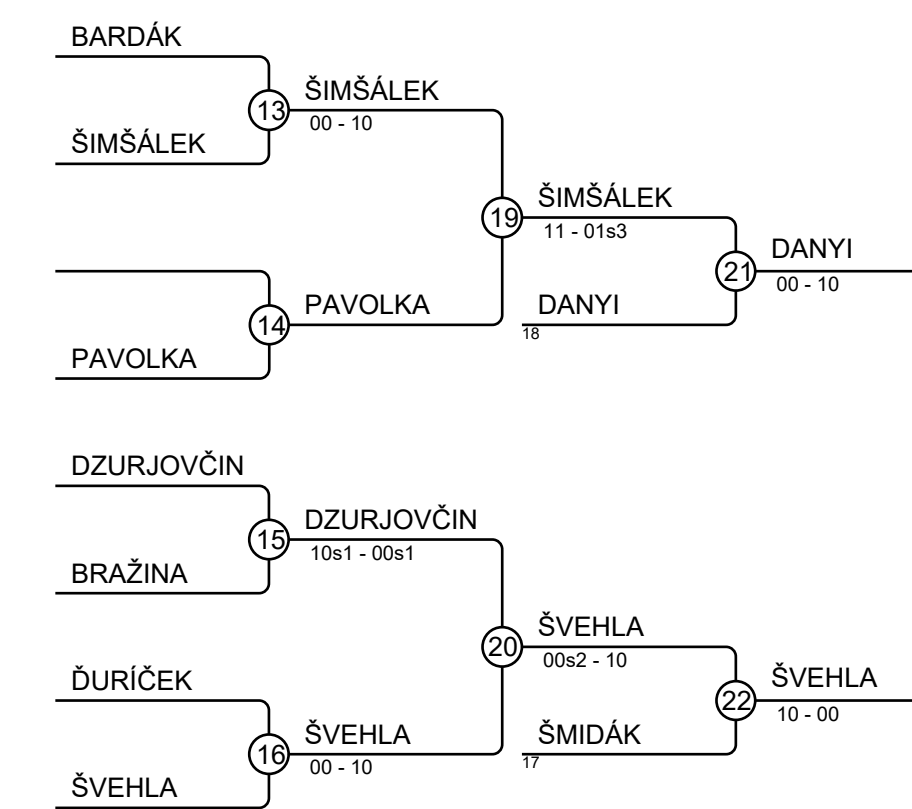 BARDÁK
13
ŠIMŠÁLEK
00 - 10
ŠIMŠÁLEK
19
ŠIMŠÁLEK
11 - 01s3
21
DANYI
00 - 10
14
PAVOLKA
DANYI
18
PAVOLKA
DZURJOVČIN
15
DZURJOVČIN
10s1 - 00s1
BRAŽINA
20
ŠVEHLA
00s2 - 10
ĎURÍČEK
22
ŠVEHLA
10 - 00
16
ŠVEHLA
00 - 10
ŠMIDÁK
17
ŠVEHLA